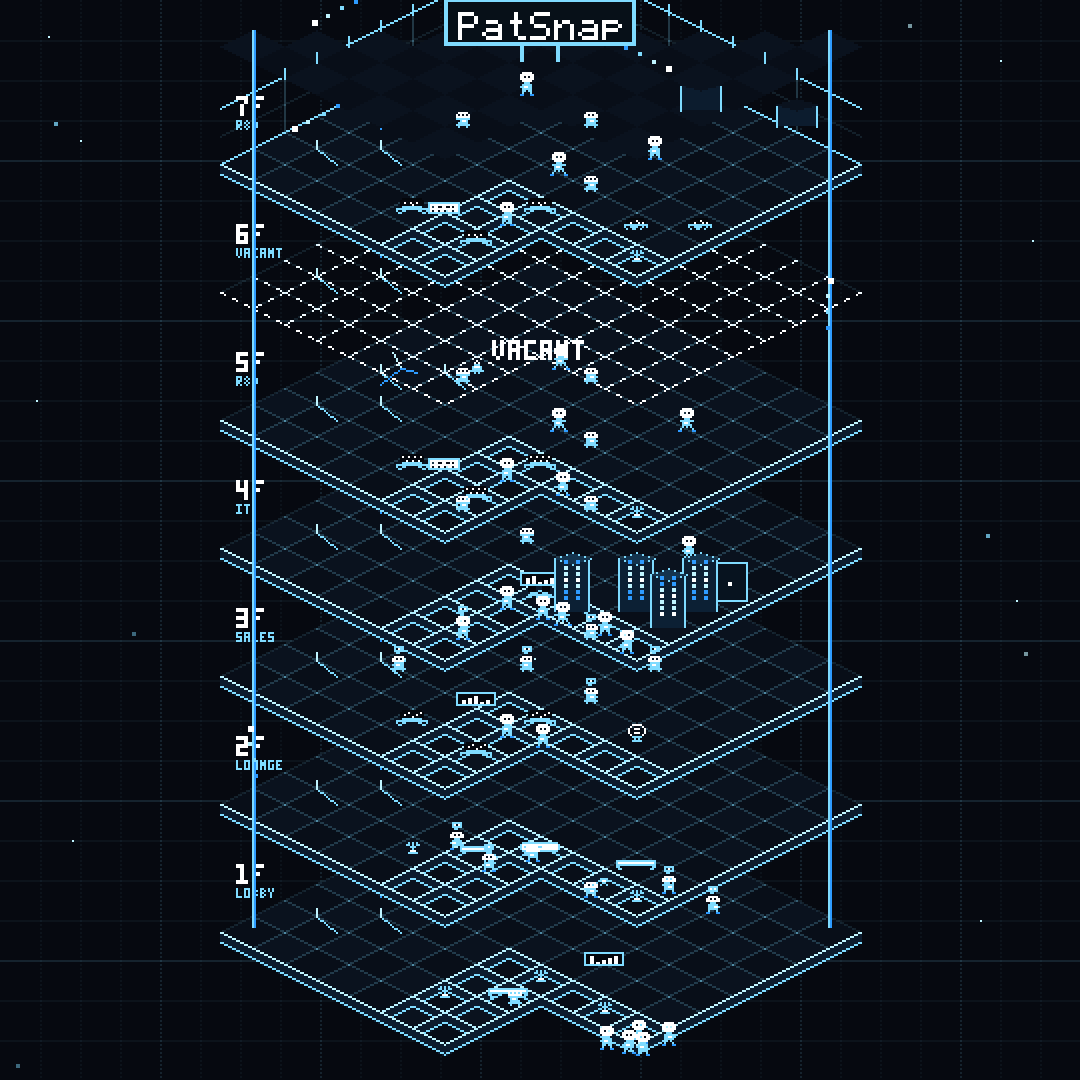 PatSnap
7F
R&D
6F
VACANT
VACANT
5F
R&D
4F
IT
3F
SALES
2F
LOUNGE
1F
LOBBY